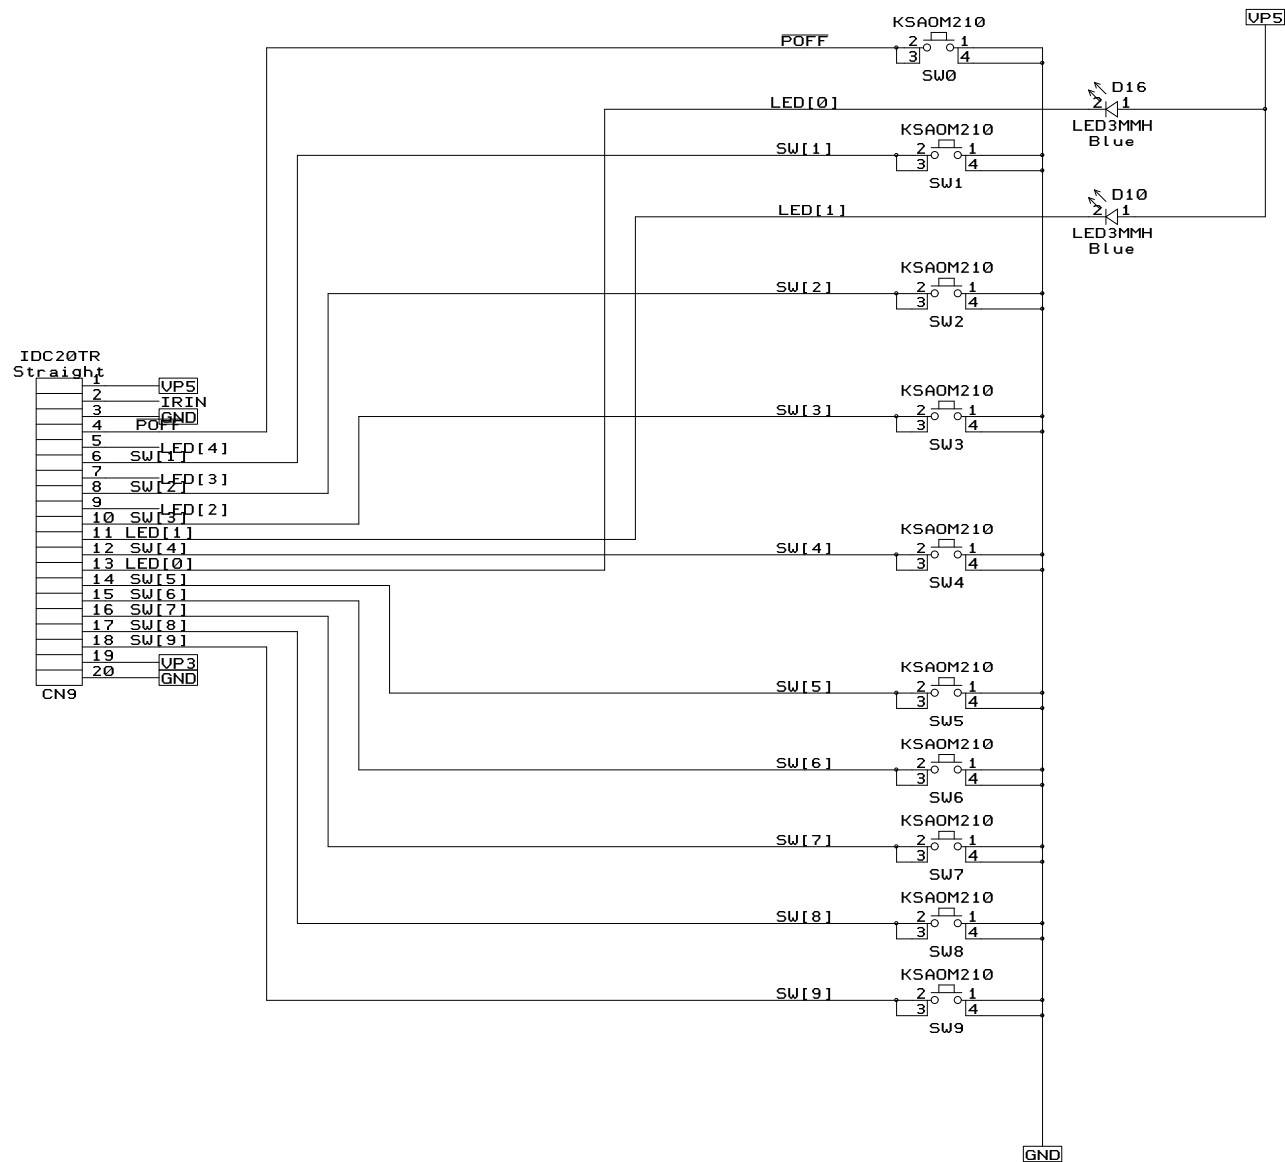 KSAOM210
VP5
POFF
2 1
3 4
SW0
D16
LED[0]
2 1
LED3MMH
Blue
KSAOM210
SW[1]
2 1
3 4
SW1
D10
LED[1]
2 1
LED3MMH
Blue
KSAOM210
SW[2]
2 1
3 4
SW2
IDC20TR
Straight
1 VP5
2 IRIN
3 GND
4 POFF
5 LED[4]
6 SW[1]
7 LED[3]
8 SW[2]
9 LED[2]
10 SW[3]
11 LED[1]
12 SW[4]
13 LED[0]
14 SW[5]
15 SW[6]
16 SW[7]
17 SW[8]
18 SW[9]
19 VP3
20 GND
CN9
KSAOM210
SW[3]
2 1
3 4
SW3
KSAOM210
SW[4]
2 1
3 4
SW4
KSAOM210
SW[5]
2 1
3 4
SW5
KSAOM210
SW[6]
2 1
3 4
SW6
KSAOM210
SW[7]
2 1
3 4
SW7
KSAOM210
SW[8]
2 1
3 4
SW8
KSAOM210
SW[9]
2 1
3 4
SW9
GND